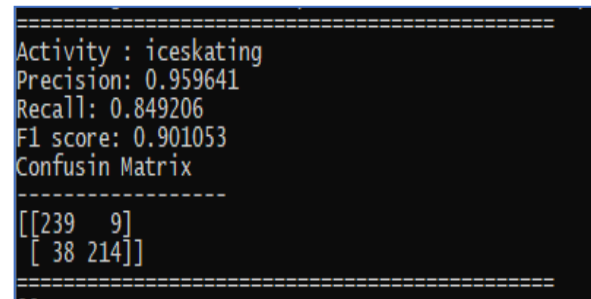 =============================================
Activity : iceskating
Precision: 0.959641
Recall: 0.849206
F1 score: 0.901053
Confusin Matrix
------------------
[[239   9]
 [ 38 214]]
=============================================